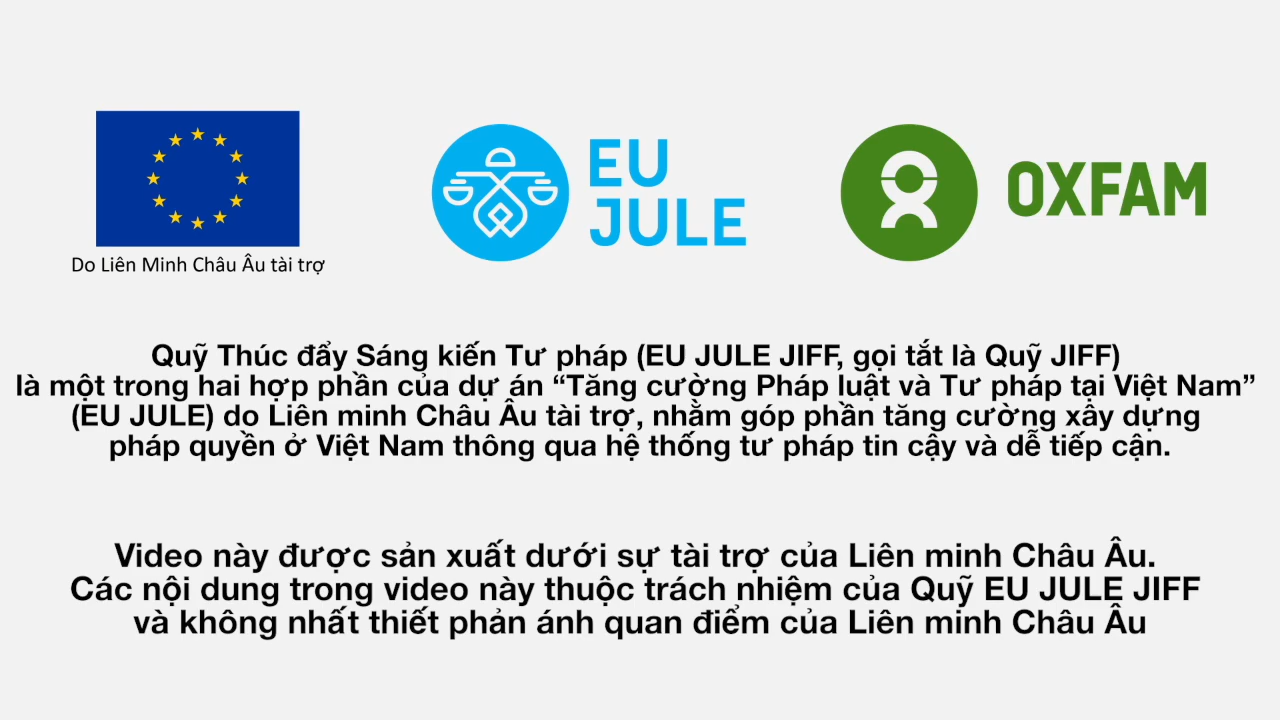 EU
JULE
OXFAM
Do Liên Minh Châu Âu tài trợ
Quỹ Thúc đẩy Sáng kiến Tư pháp (EU JULE JIFF, gọi tắt là Quỹ JIFF)
là một trong hai hợp phần của dự án “Tăng cường Pháp luật và Tư pháp tại Việt Nam”
(EU JULE) do Liên minh Châu Âu tài trợ, nhằm góp phần tăng cường xây dựng
pháp quyền ở Việt Nam thông qua hệ thống tư pháp tin cậy và dễ tiếp cận.
Video này được sản xuất dưới sự tài trợ của Liên minh Châu Âu.
Các nội dung trong video này thuộc trách nhiệm của Quỹ EU JULE JIFF
và không nhất thiết phản ánh quan điểm của Liên minh Châu Âu